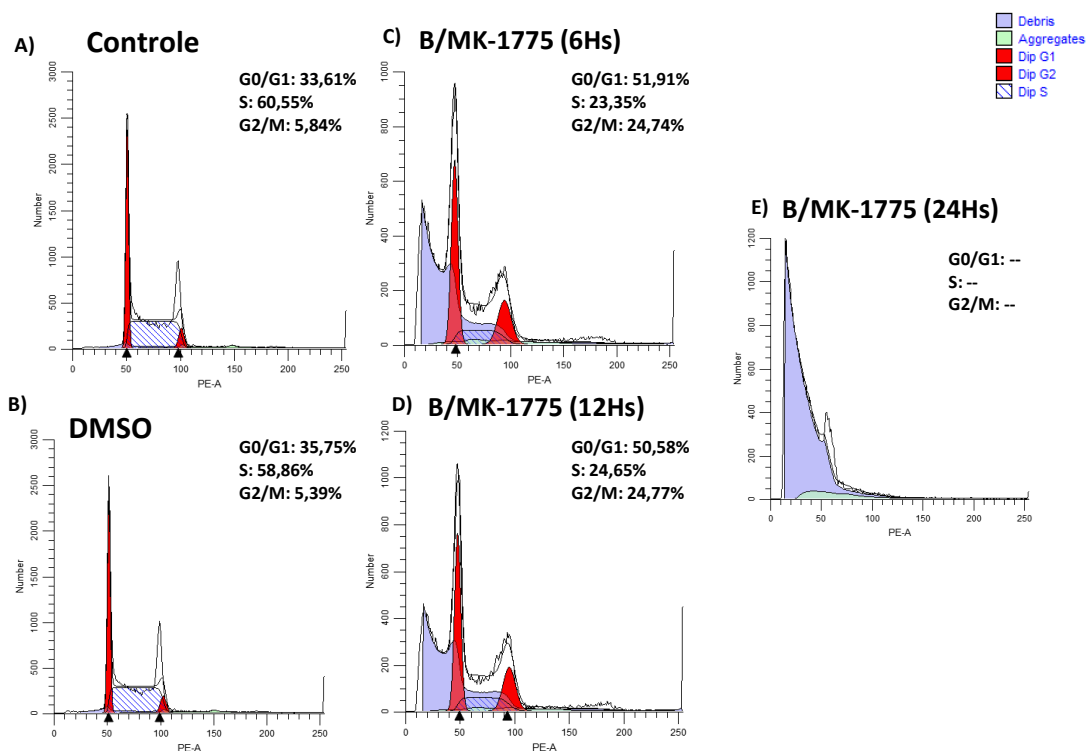 A) Controle
G0/G1: 33,61%
S: 60,55%
G2/M: 5,84%
Number
0 500 1000 1500 2000 2500 3000
0 50 100 150 200 250
PE-A
B) DMSO
G0/G1: 35,75%
S: 58,86%
G2/M: 5,39%
Number
0 500 1000 1500 2000 2500 3000
0 50 100 150 200 250
PE-A
C) B/MK-1775 (6Hs)
G0/G1: 51,91%
S: 23,35%
G2/M: 24,74%
Number
0 200 400 600 800 1000
0 50 100 150 200 250
PE-A
D) B/MK-1775 (12Hs)
G0/G1: 50,58%
S: 24,65%
G2/M: 24,77%
Number
0 200 400 600 800 1000 1200
0 50 100 150 200 250
PE-A
E) B/MK-1775 (24Hs)
G0/G1: --
S: --
G2/M: --
Number
0 200 400 600 800 1000 1200
0 50 100 150 200 250
PE-A
Debris
Aggregates
Dip G1
Dip G2
Dip S